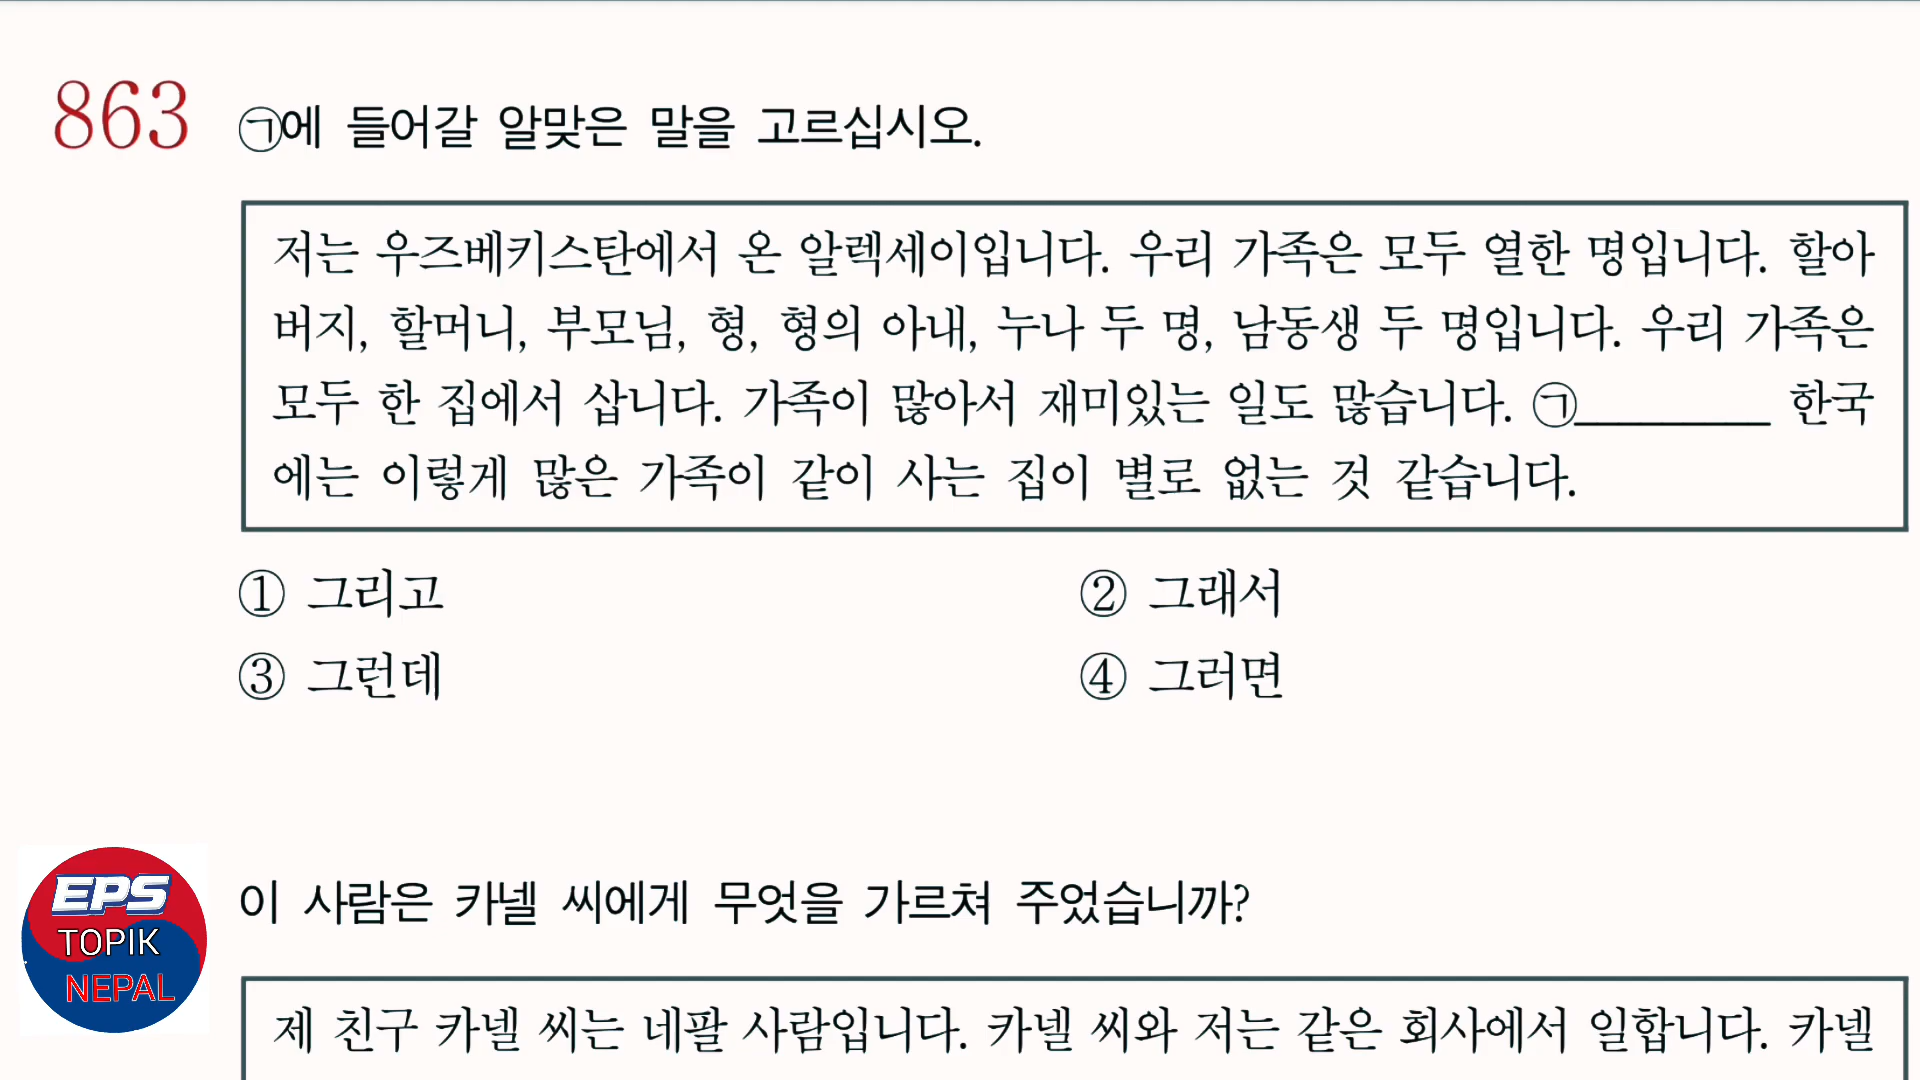 863 ㉠에 들어갈 알맞은 말을 고르십시오.
저는 우즈베키스탄에서 온 알렉세이입니다. 우리 가족은 모두 열한 명입니다. 할아
버지, 할머니, 부모님, 형, 형의 아내, 누나 두 명, 남동생 두 명입니다. 우리 가족은
모두 한 집에서 삽니다. 가족이 많아서 재미있는 일도 많습니다. ㉠________ 한국
에는 이렇게 많은 가족이 같이 사는 집이 별로 없는 것 같습니다.
① 그리고 ② 그래서
③ 그런데 ④ 그러면
EPS
TOPIK
NEPAL
이 사람은 카넬 씨에게 무엇을 가르쳐 주었습니까?
제 친구 카넬 씨는 네팔 사람입니다. 카넬 씨와 저는 같은 회사에서 일합니다. 카넬